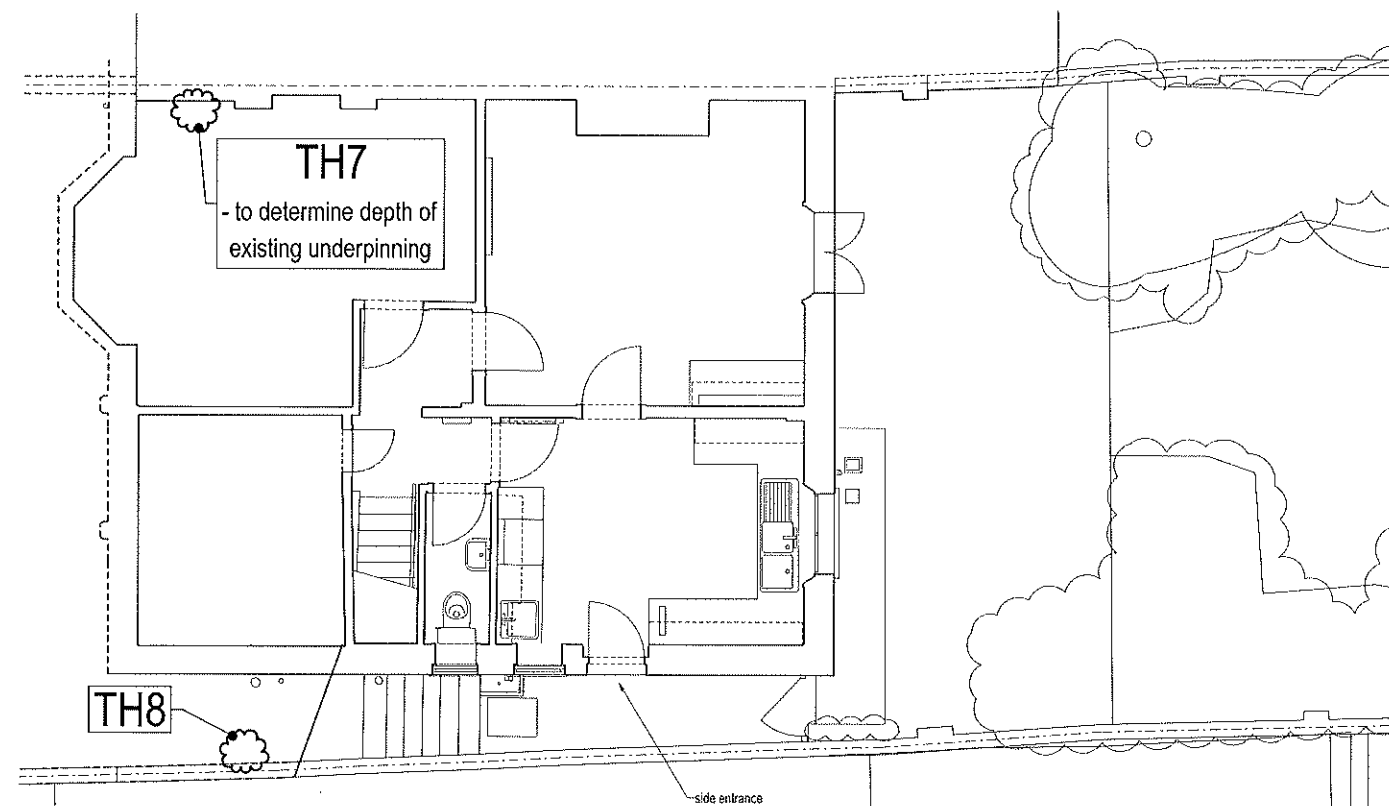 TH7
- to determine depth of
existing underpinning
TH8
side entrance